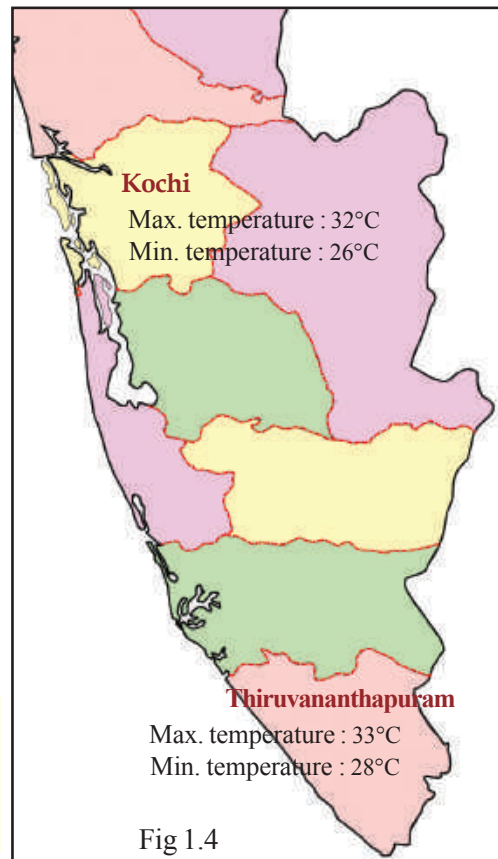 Kochi
Max. temperature : 32°C
Min. temperature : 26°C
Thiruvananthapuram
Max. temperature : 33°C
Min. temperature : 28°C
Fig 1.4